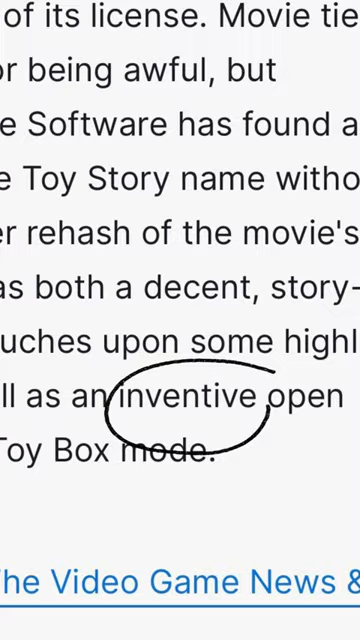 of its license. Movie tie
or being awful, but
e Software has found a
e Toy Story name witho
er rehash of the movie's
as both a decent, story-
uches upon some highl
ll as an inventive open
Toy Box mode.
The Video Game News &